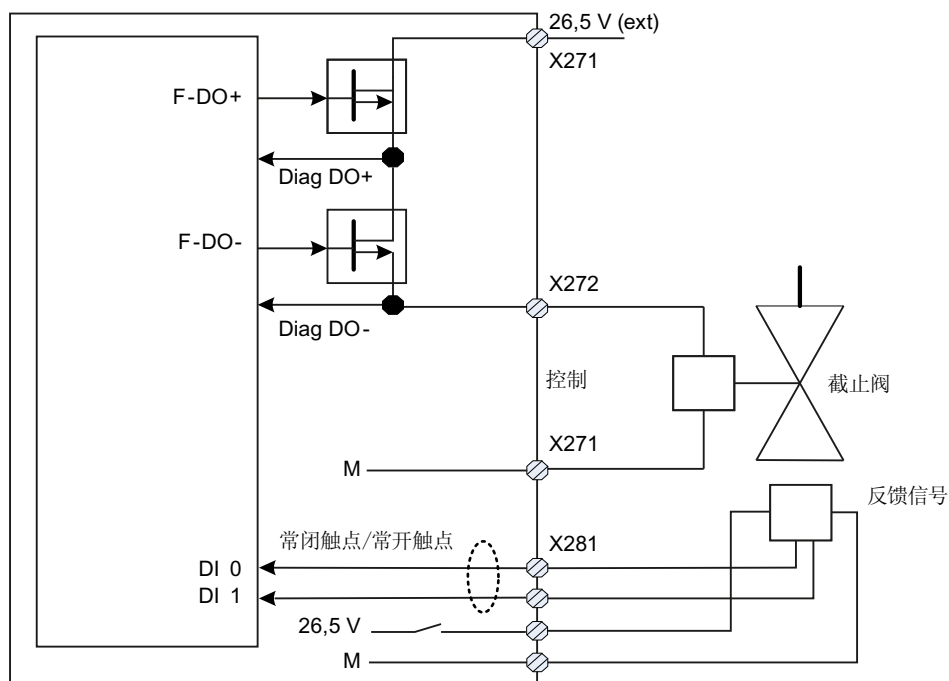 26,5 V (ext)
X271
F-DO+
Diag DO+
F-DO-
X272
Diag DO-
控制
截止阀
X271
M
反馈信号
常闭触点/常开触点
X281
DI 0
DI 1
26,5 V
M